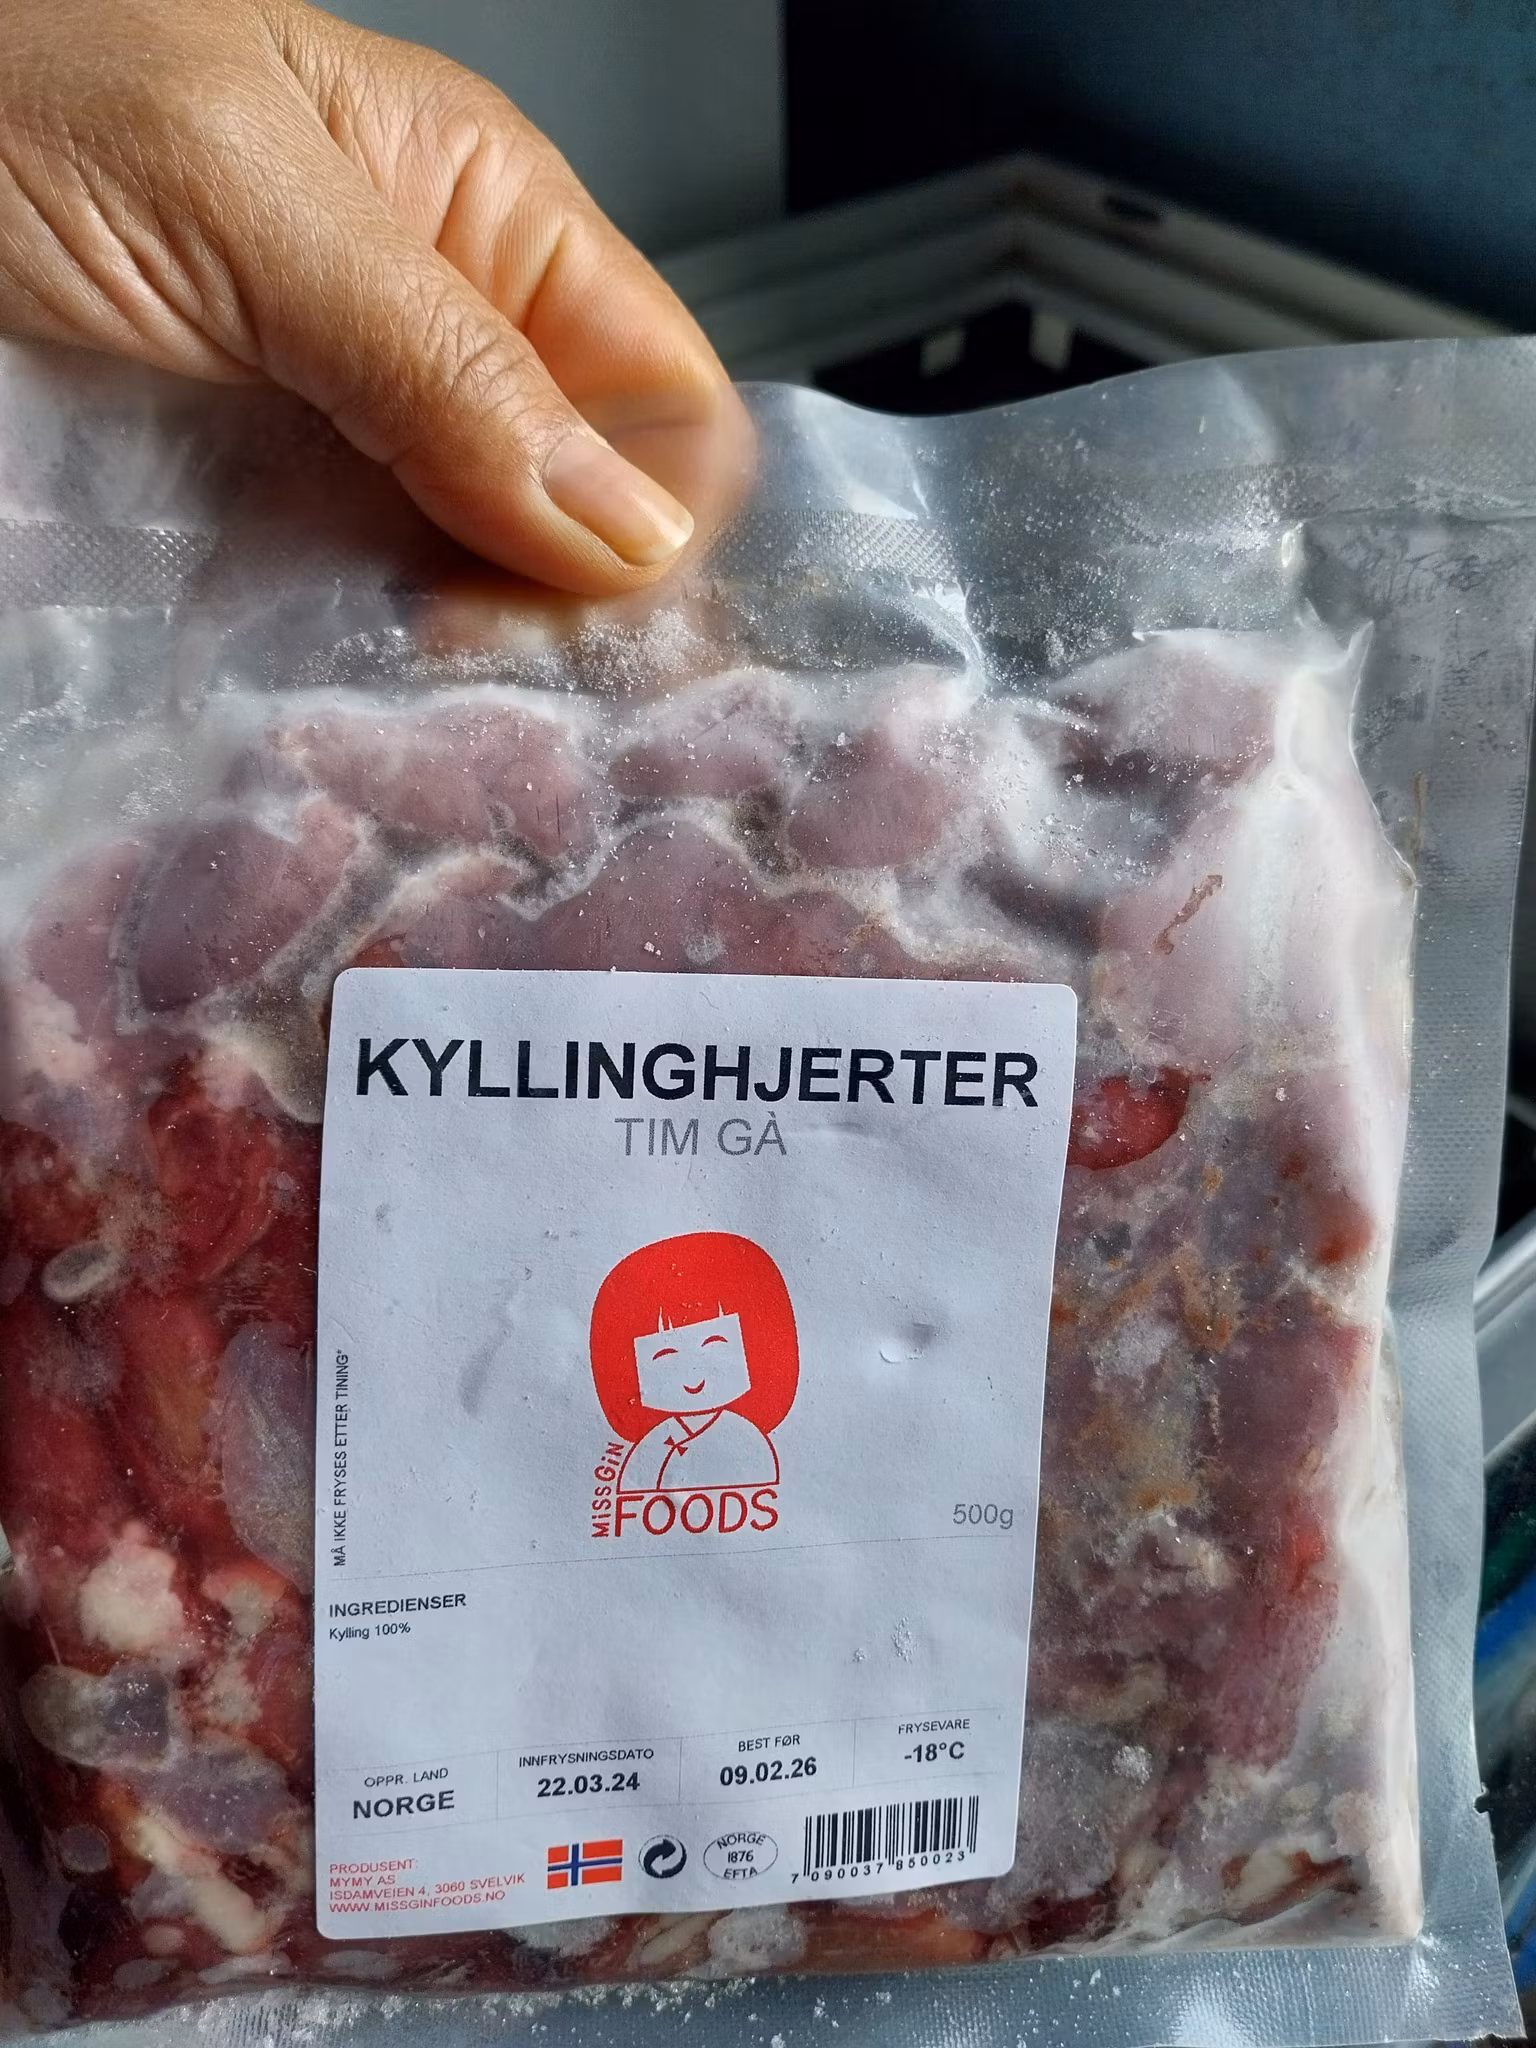 KYLLINGHJERTER
TIM GÀ
MISS GIN
FOODS
500g
MÅ IKKE FRYSES ETTER TINING*
INGREDIENSER
Kylling 100%
OPPR. LAND
NORGE
INNFRYSNINGSDATO
22.03.24
BEST FØR
09.02.26
FRYSEVARE
-18°C
PRODUSENT:
MYMY AS
ISDAMVEIEN 4, 3060 SVELVIK
WWW.MISSGINFOODS.NO
NORGE
1876
EFTA
7 090037 850023